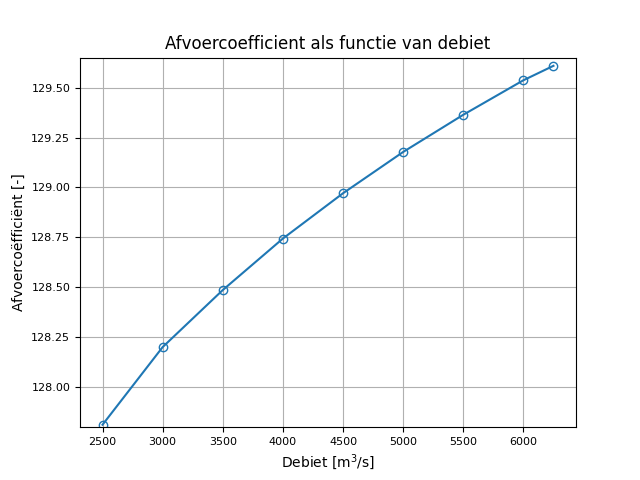 Afvoercoefficient als functie van debiet
129.50
129.25
129.00
128.75
128.50
128.25
128.00
Afvoercoëfficiënt [-]
2500 3000 3500 4000 4500 5000 5500 6000
Debiet [m³/s]